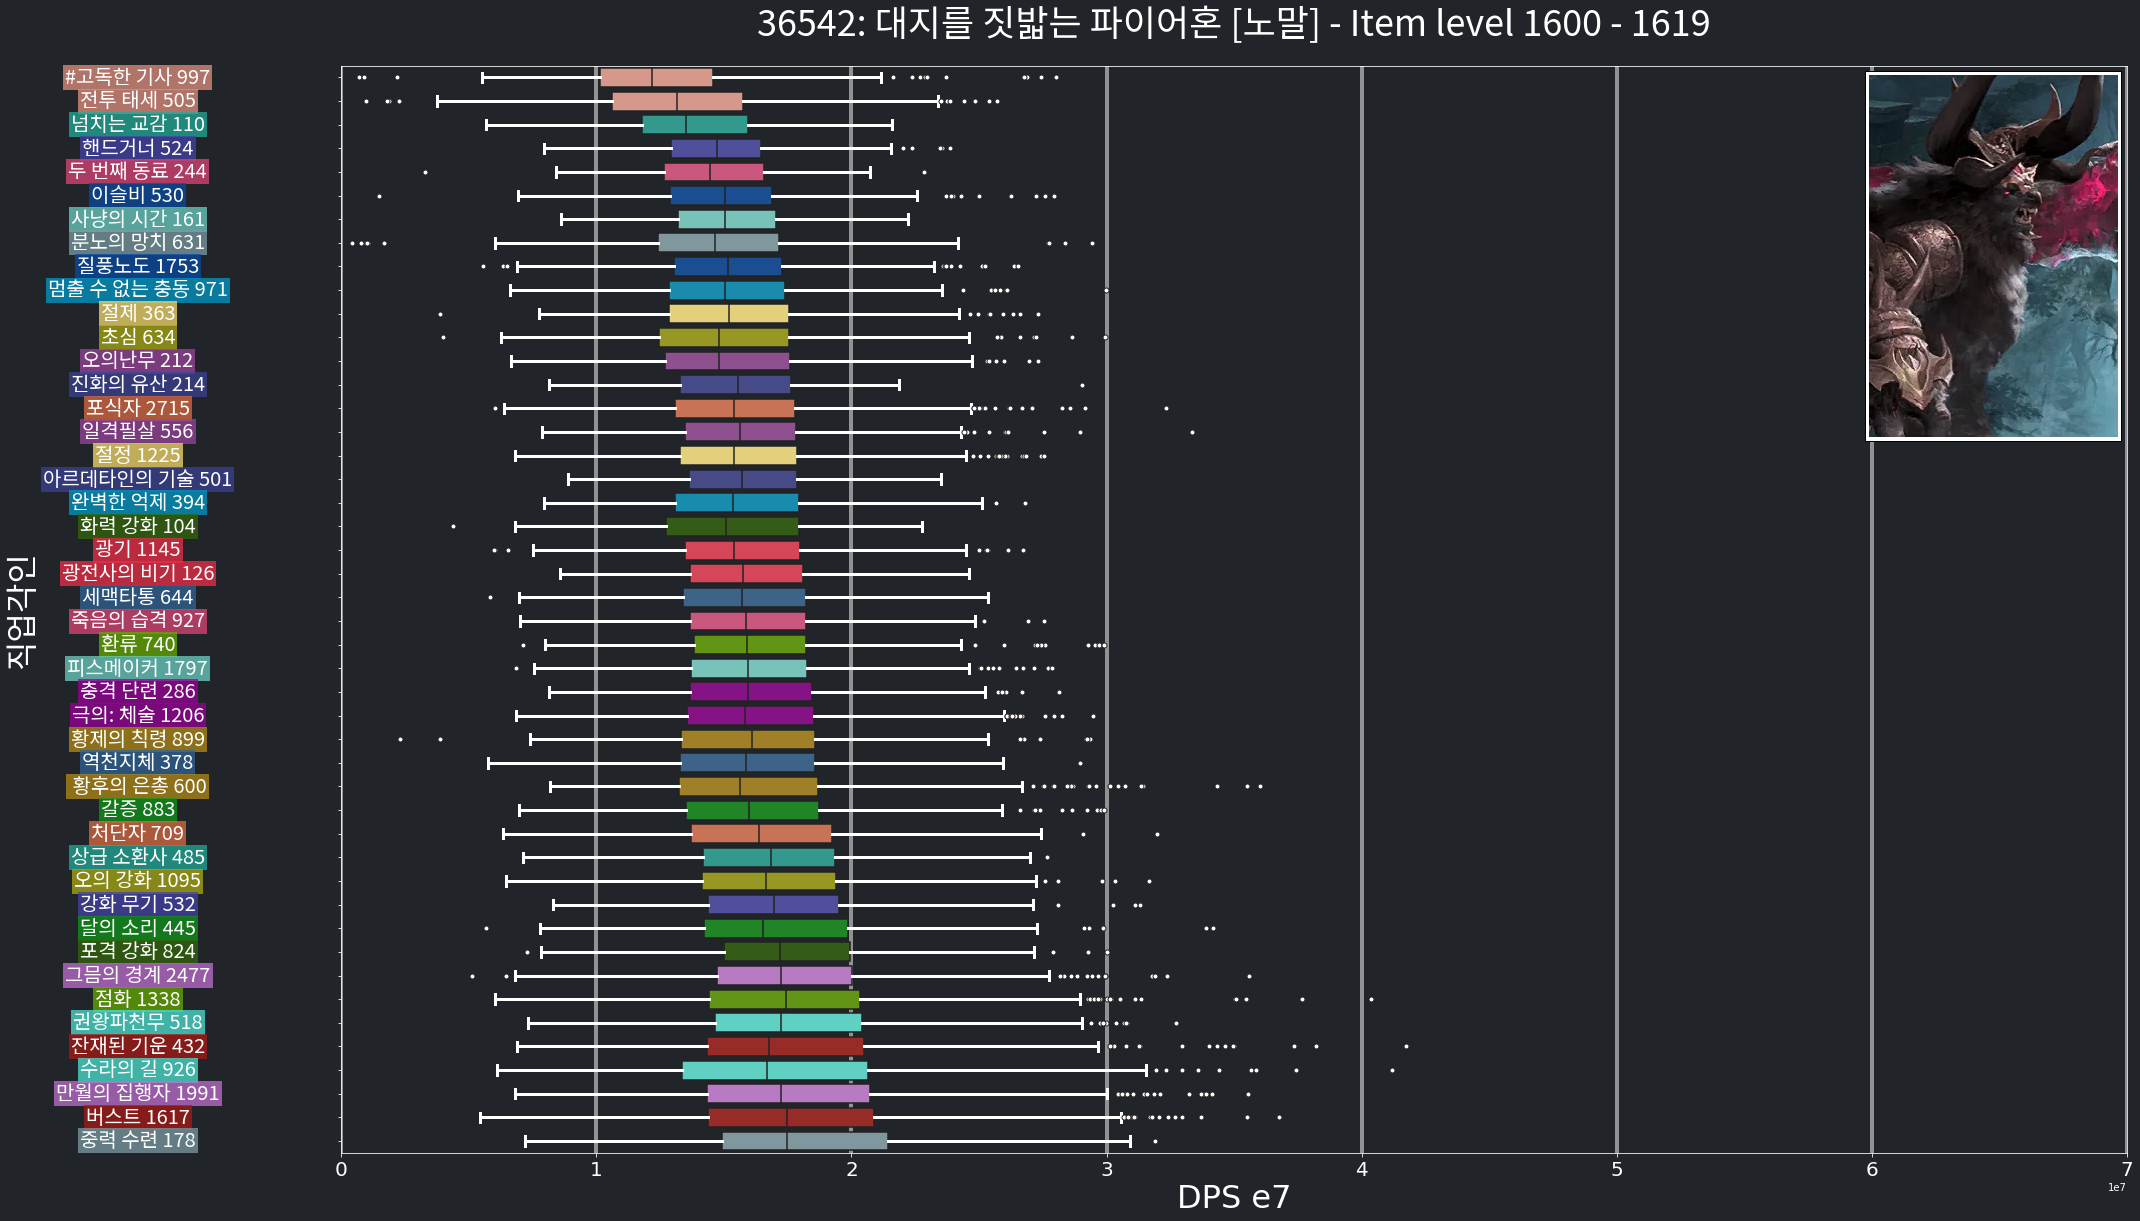 36542: 대지를 짓밟는 파이어혼 [노말] - Item level 1600 - 1619
#고독한 기사 997
전투 태세 505
넘치는 교감 110
핸드거너 524
두 번째 동료 244
이슬비 530
사냥의 시간 161
분노의 망치 631
질풍노도 1753
멈출 수 없는 충동 971
절제 363
초심 634
오의난무 212
진화의 유산 214
포식자 2715
일격필살 556
절정 1225
아르데타인의 기술 501
완벽한 억제 394
화력 강화 104
광기 1145
광전사의 비기 126
세맥타통 644
죽음의 습격 927
환류 740
피스메이커 1797
충격 단련 286
극의: 체술 1206
황제의 칙령 899
역천지체 378
황후의 은총 600
갈증 883
처단자 709
상급 소환사 485
오의 강화 1095
강화 무기 532
달의 소리 445
포격 강화 824
그믐의 경계 2477
점화 1338
권왕파천무 518
잔재된 기운 432
수라의 길 926
만월의 집행자 1991
버스트 1617
중력 수련 178
직업각인
0 1 2 3 4 5 6 7
DPS e7
1e7